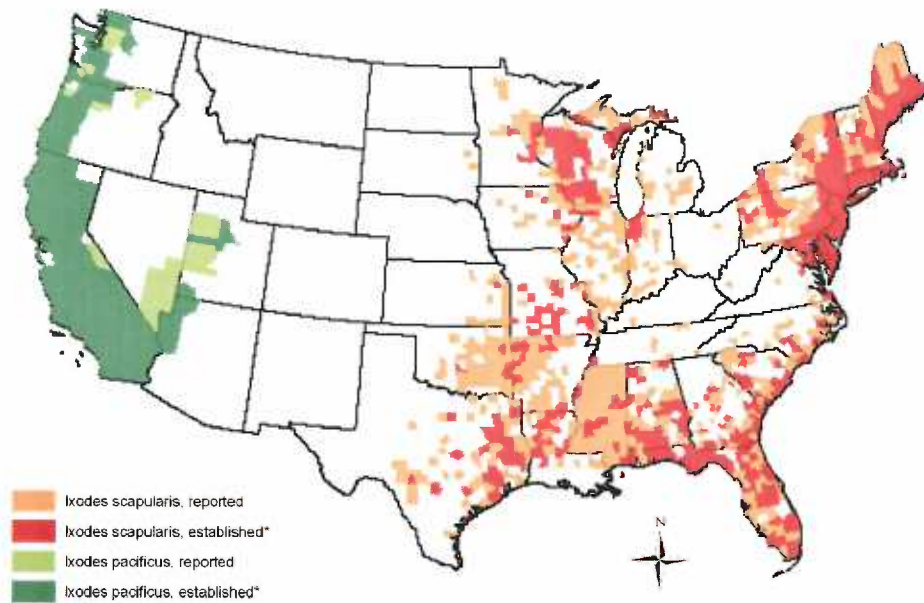 Ixodes scapularis, reported
Ixodes scapularis, established*
Ixodes pacificus, reported
Ixodes pacificus, established*
N